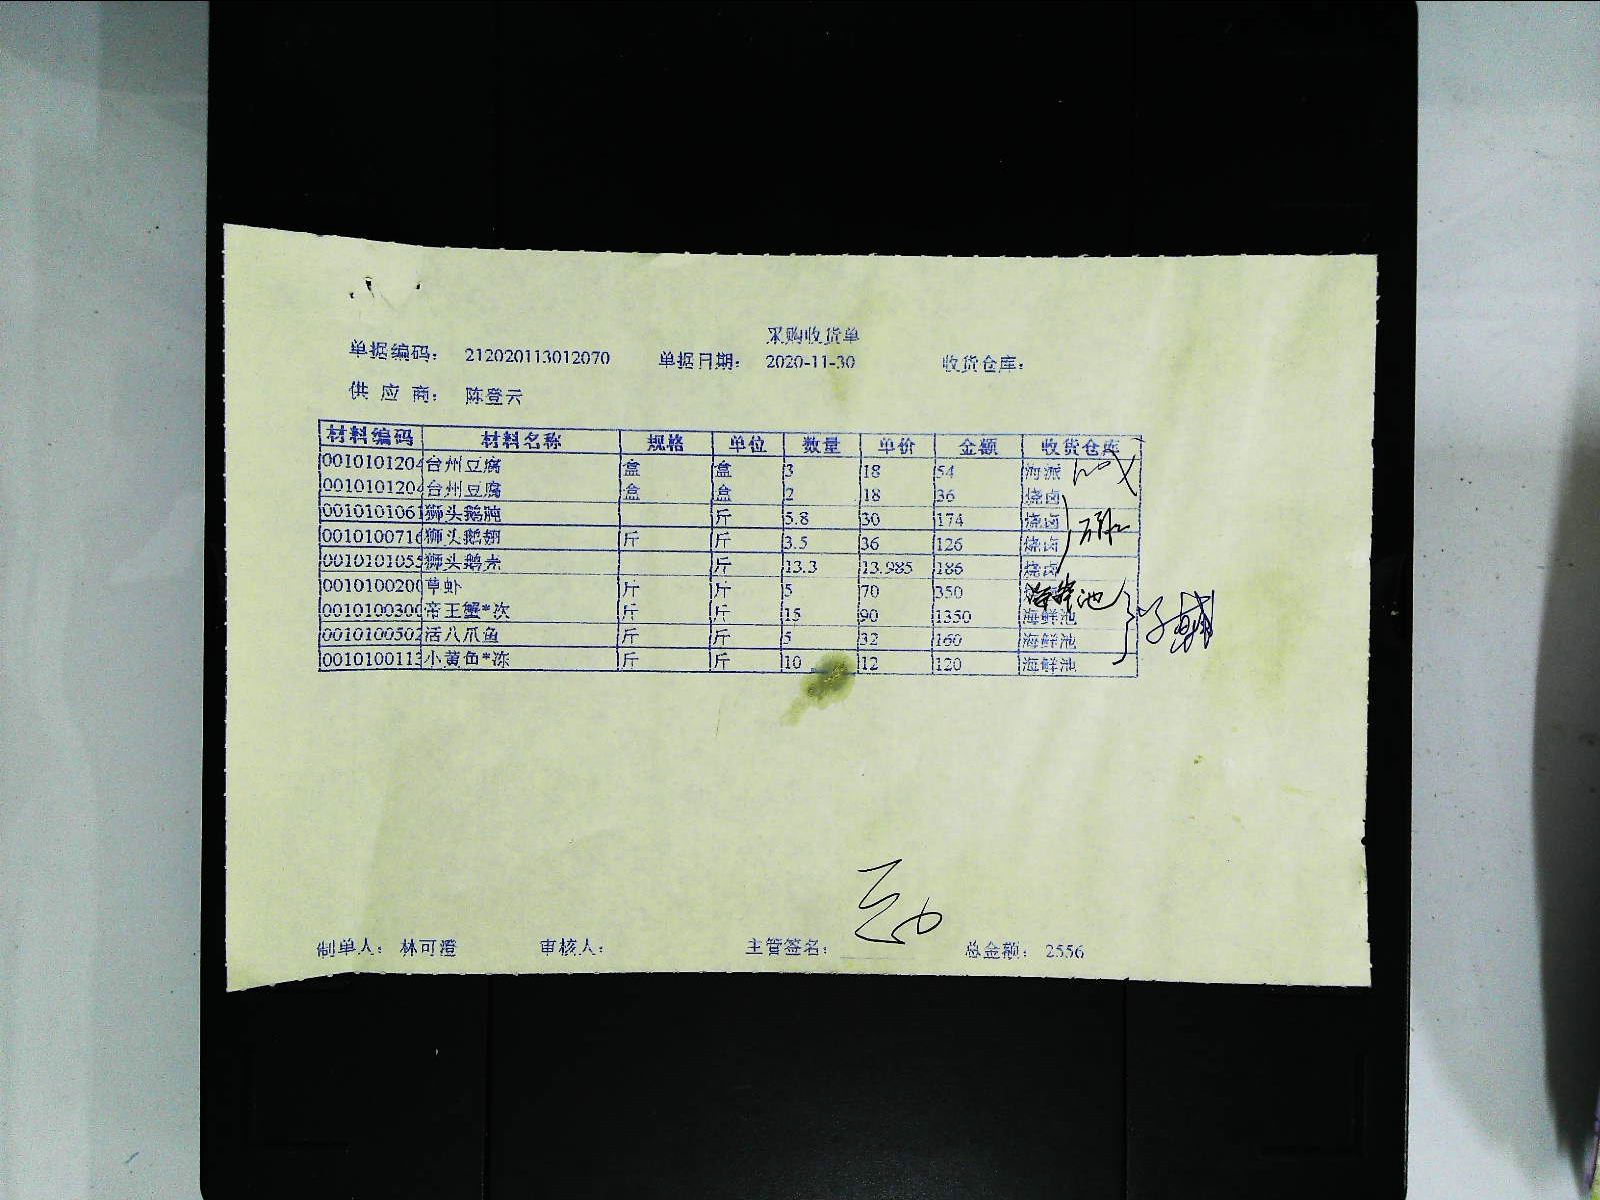 采购收货单
单据编码： 212020113012070 单据日期： 2020-11-30 收货仓库：
供 应 商： 陈登云
材料编码 材料名称 规格 单位 数量 单价 金额 收货仓库
0010101204 台州豆腐 盒 盒 3 18 54 海派
0010101204 台州豆腐 盒 盒 2 18 36 烧卤
0010101061 狮头鹅肫 斤 5.8 30 174 烧卤
0010100716 狮头鹅翅 斤 斤 3.5 36 126 烧卤
0010101055 狮头鹅头 斤 13.3 13.985 186 烧卤
0010100200 草虾 斤 斤 5 70 350 海鲜池
0010100300 帝王蟹*次 斤 斤 15 90 1350 海鲜池
0010100502 活八爪鱼 斤 斤 5 32 160 海鲜池
0010100113 小黄鱼*冻 斤 斤 10 12 120 海鲜池
制单人： 林可澄 审核人： 主管签名： 总金额： 2556